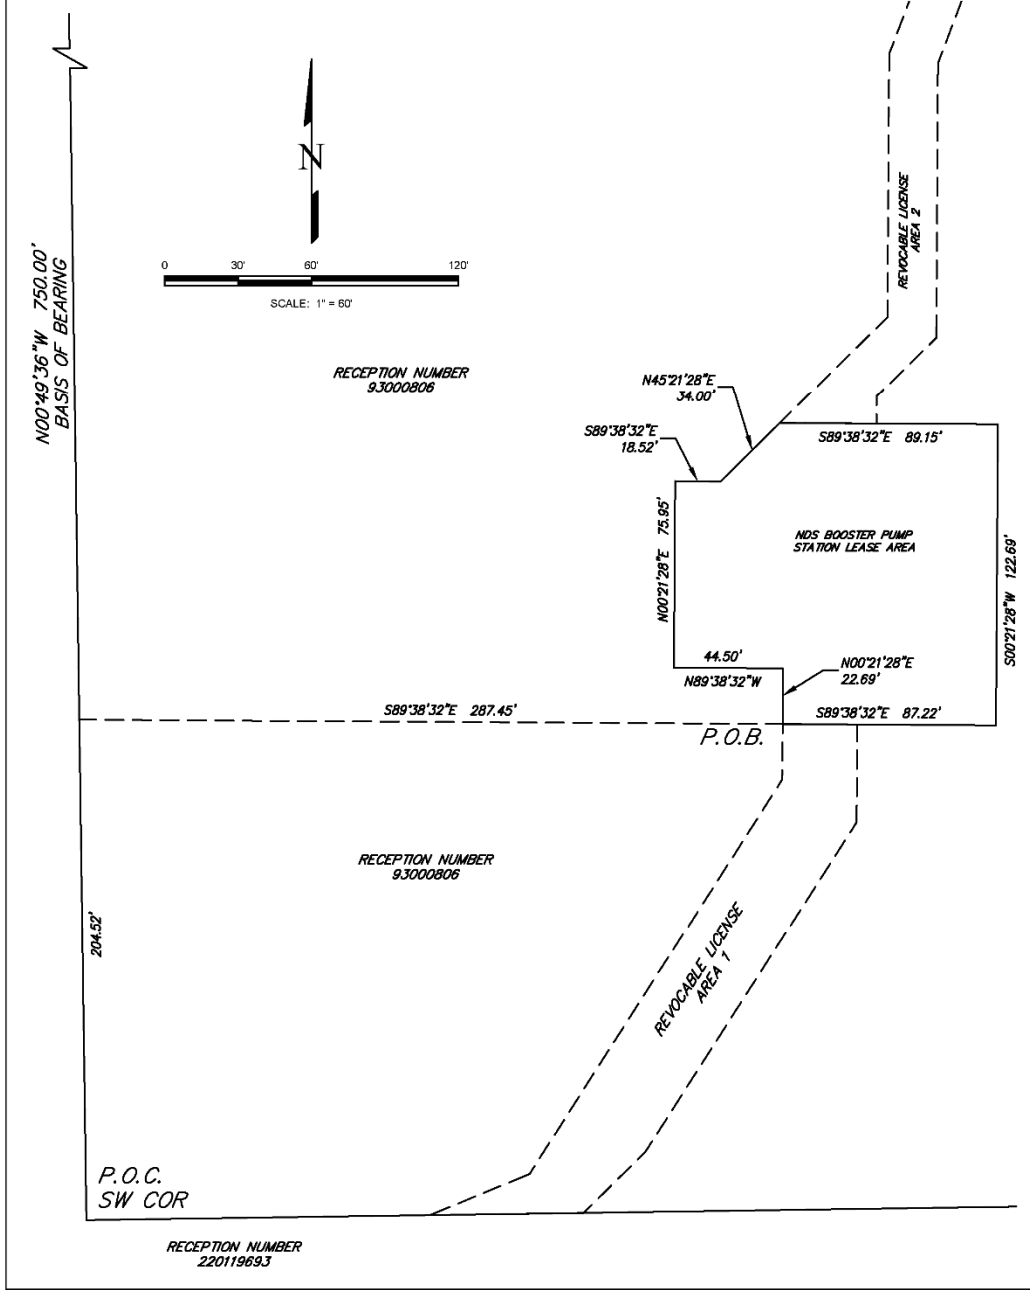 N
0 30' 60' 120'
SCALE: 1" = 60'
N00°49'36"W 750.00'
BASIS OF BEARING
REVOCABLE LICENSE
AREA 2
RECEPTION NUMBER
93000806
N45°21'28"E
34.00'
S89°38'32"E
18.52'
S89°38'32"E 89.15'
N00°21'28"E 75.95'
NDS BOOSTER PUMP
STATION LEASE AREA
S00°21'28"W 122.69'
44.50'
N89°38'32"W
N00°21'28"E
22.69'
S89°38'32"E 287.45'
S89°38'32"E 87.22'
P.O.B.
RECEPTION NUMBER
93000806
204.52'
REVOCABLE LICENSE
AREA 1
P.O.C.
SW COR
RECEPTION NUMBER
220119693